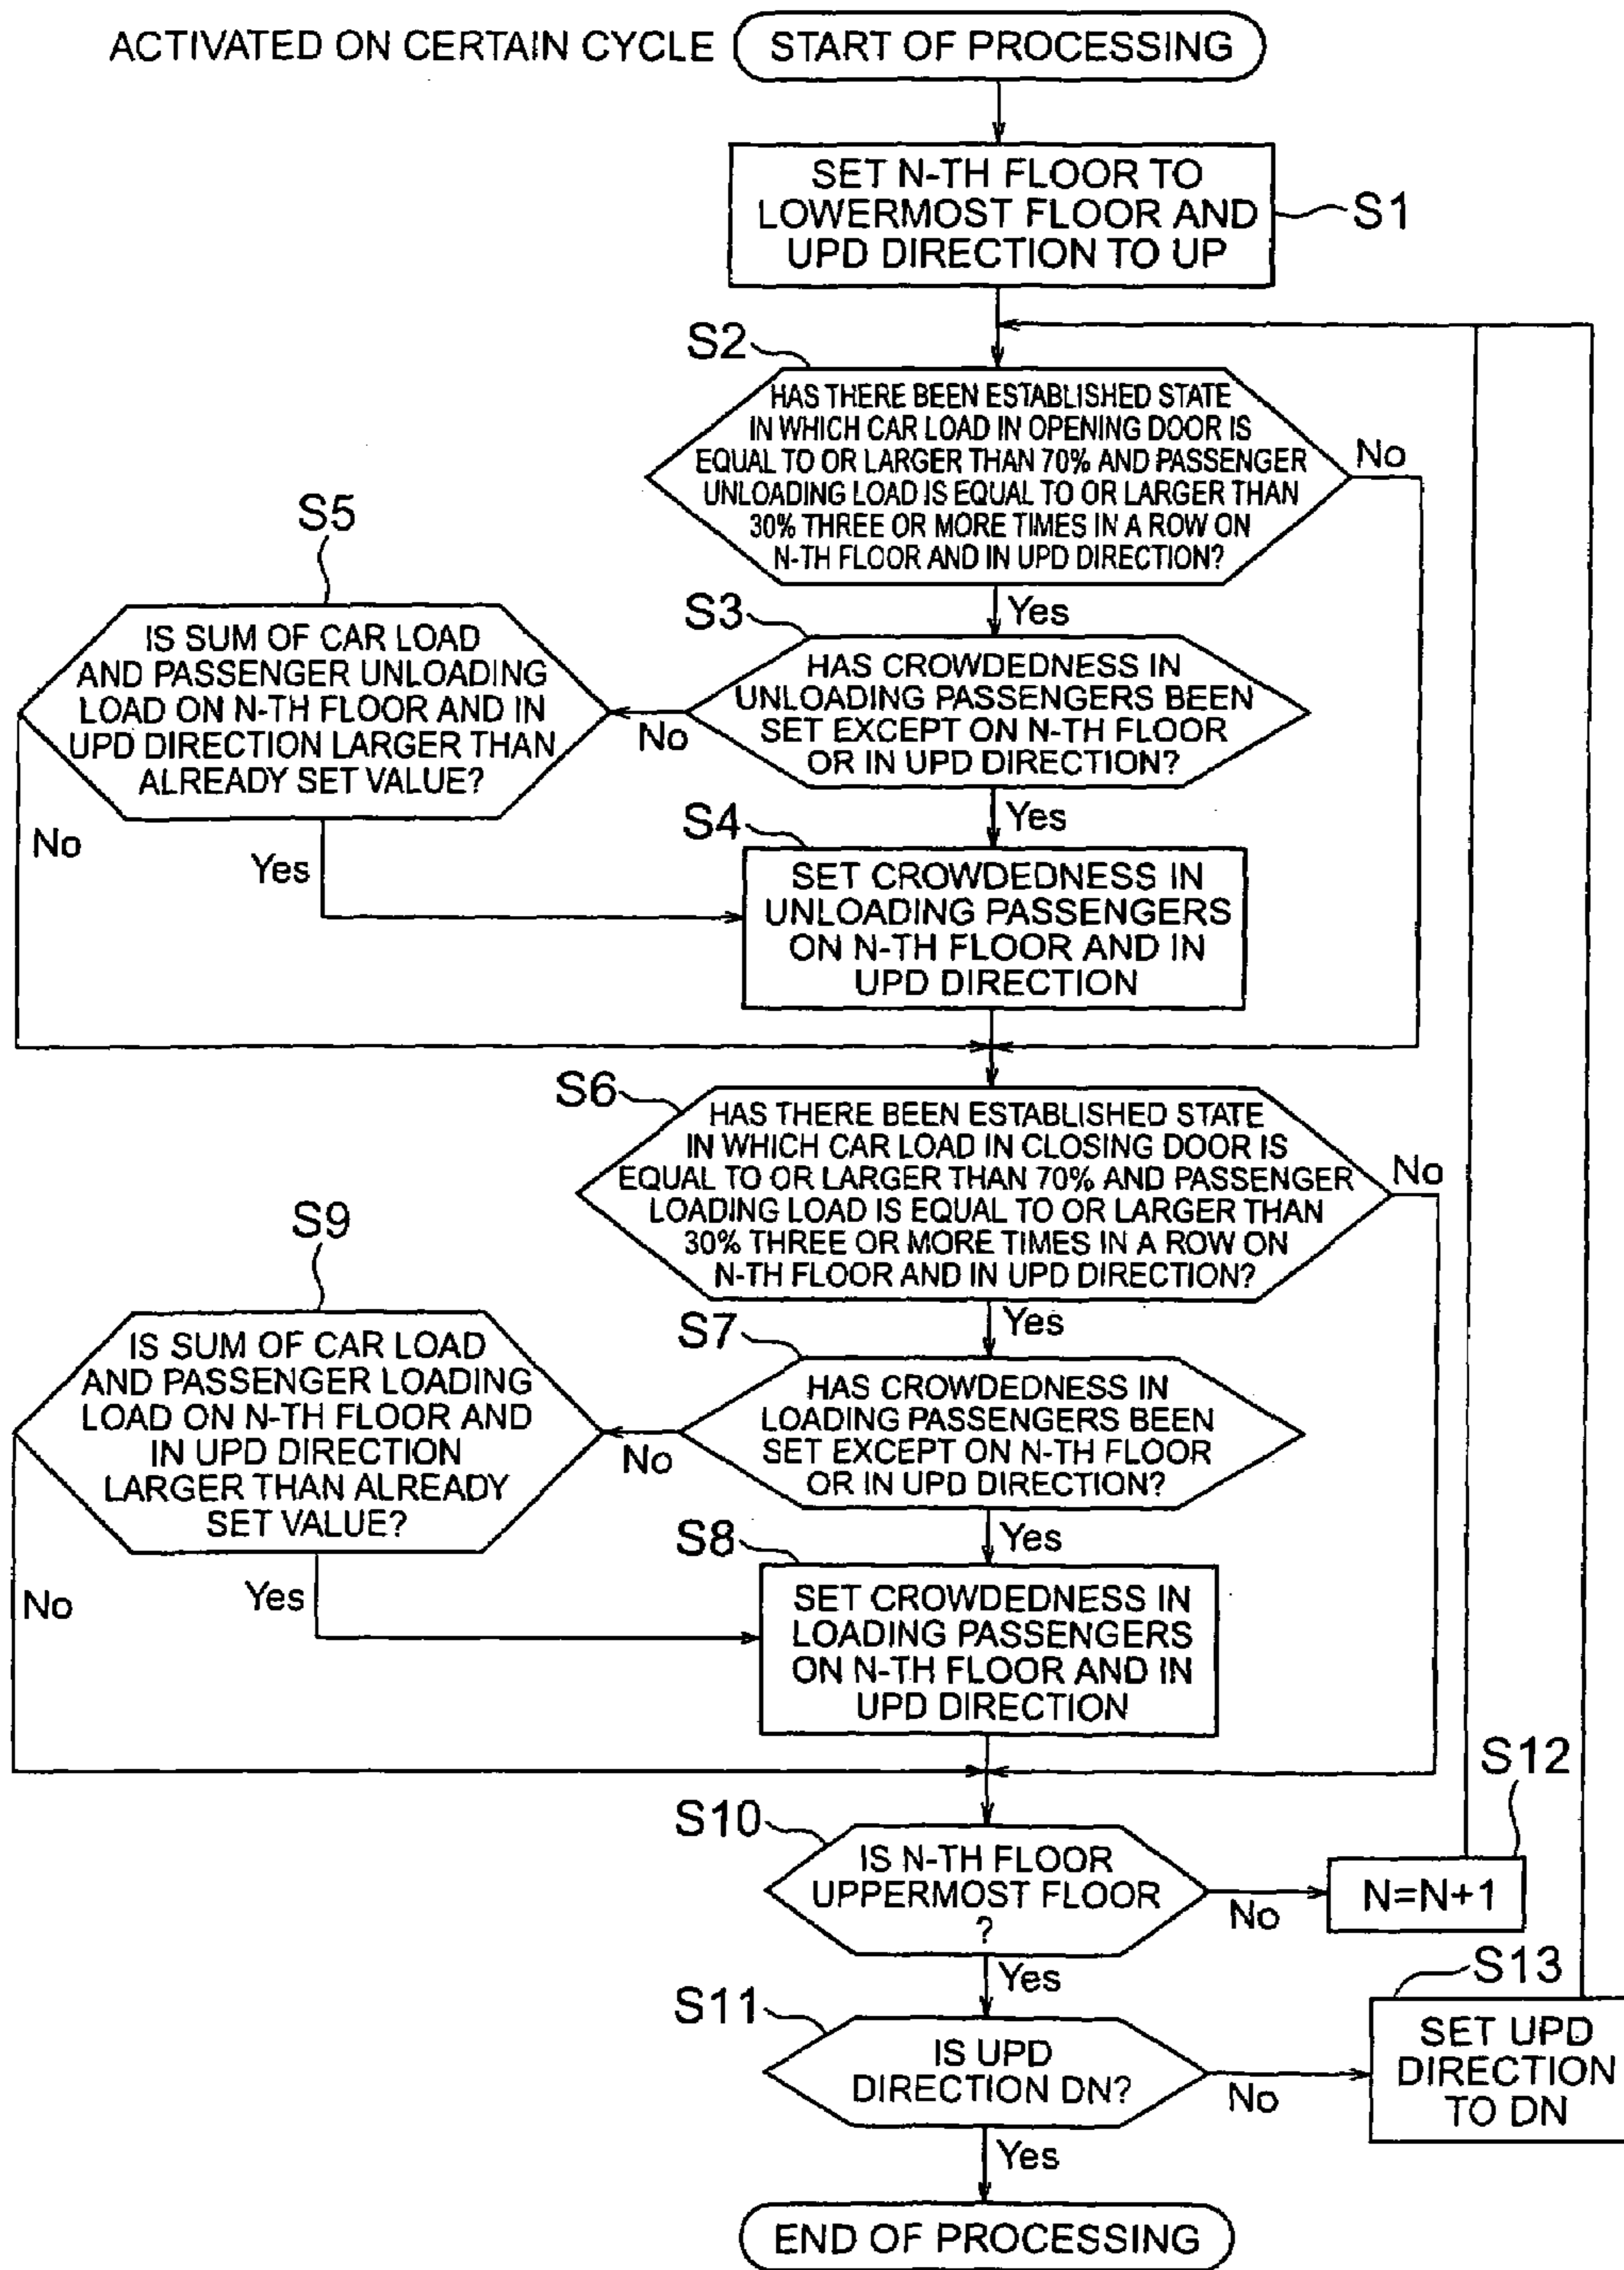 ACTIVATED ON CERTAIN CYCLE
START OF PROCESSING
SET N-TH FLOOR TO
LOWERMOST FLOOR AND
UPD DIRECTION TO UP
S1
S2
HAS THERE BEEN ESTABLISHED STATE
IN WHICH CAR LOAD IN OPENING DOOR IS
EQUAL TO OR LARGER THAN 70% AND PASSENGER
UNLOADING LOAD IS EQUAL TO OR LARGER THAN
30% THREE OR MORE TIMES IN A ROW ON
N-TH FLOOR AND IN UPD DIRECTION?
No
Yes
S3
HAS CROWDEDNESS IN
UNLOADING PASSENGERS BEEN
SET EXCEPT ON N-TH FLOOR
OR IN UPD DIRECTION?
No
Yes
S5
IS SUM OF CAR LOAD
AND PASSENGER UNLOADING
LOAD ON N-TH FLOOR AND IN
UPD DIRECTION LARGER THAN
ALREADY SET VALUE?
No
Yes
S4
SET CROWDEDNESS IN
UNLOADING PASSENGERS
ON N-TH FLOOR AND IN
UPD DIRECTION
S6
HAS THERE BEEN ESTABLISHED STATE
IN WHICH CAR LOAD IN CLOSING DOOR IS
EQUAL TO OR LARGER THAN 70% AND PASSENGER
LOADING LOAD IS EQUAL TO OR LARGER THAN
30% THREE OR MORE TIMES IN A ROW ON
N-TH FLOOR AND IN UPD DIRECTION?
No
Yes
S7
HAS CROWDEDNESS IN
LOADING PASSENGERS BEEN
SET EXCEPT ON N-TH FLOOR
OR IN UPD DIRECTION?
No
Yes
S9
IS SUM OF CAR LOAD
AND PASSENGER LOADING
LOAD ON N-TH FLOOR AND
IN UPD DIRECTION
LARGER THAN ALREADY
SET VALUE?
No
Yes
S8
SET CROWDEDNESS IN
LOADING PASSENGERS
ON N-TH FLOOR AND IN
UPD DIRECTION
S10
IS N-TH FLOOR
UPPERMOST FLOOR
?
No
Yes
S12
N=N+1
S11
IS UPD
DIRECTION DN?
No
Yes
S13
SET UPD
DIRECTION
TO DN
END OF PROCESSING